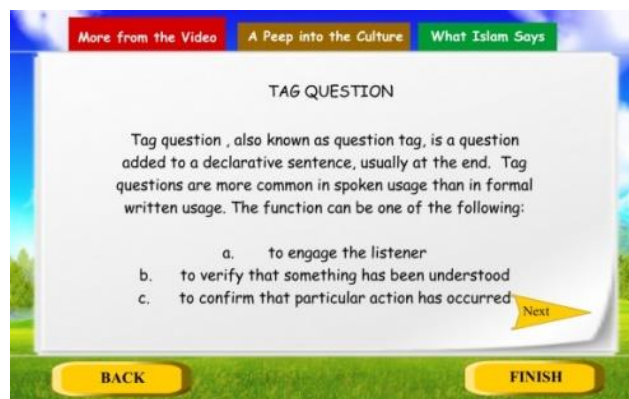 More from the Video
A Peep into the Culture
What Islam Says
TAG QUESTION
Tag question , also known as question tag, is a question
added to a declarative sentence, usually at the end. Tag
questions are more common in spoken usage than in formal
written usage. The function can be one of the following:
a. to engage the listener
b. to verify that something has been understood
c. to confirm that particular action has occurred
Next
BACK
FINISH